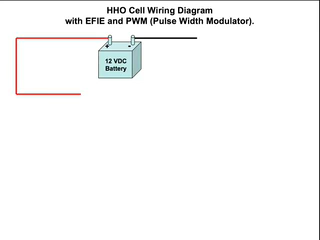 HHO Cell Wiring Diagram
with EFIE and PWM (Pulse Width Modulator).
+ -
12 VDC
Battery